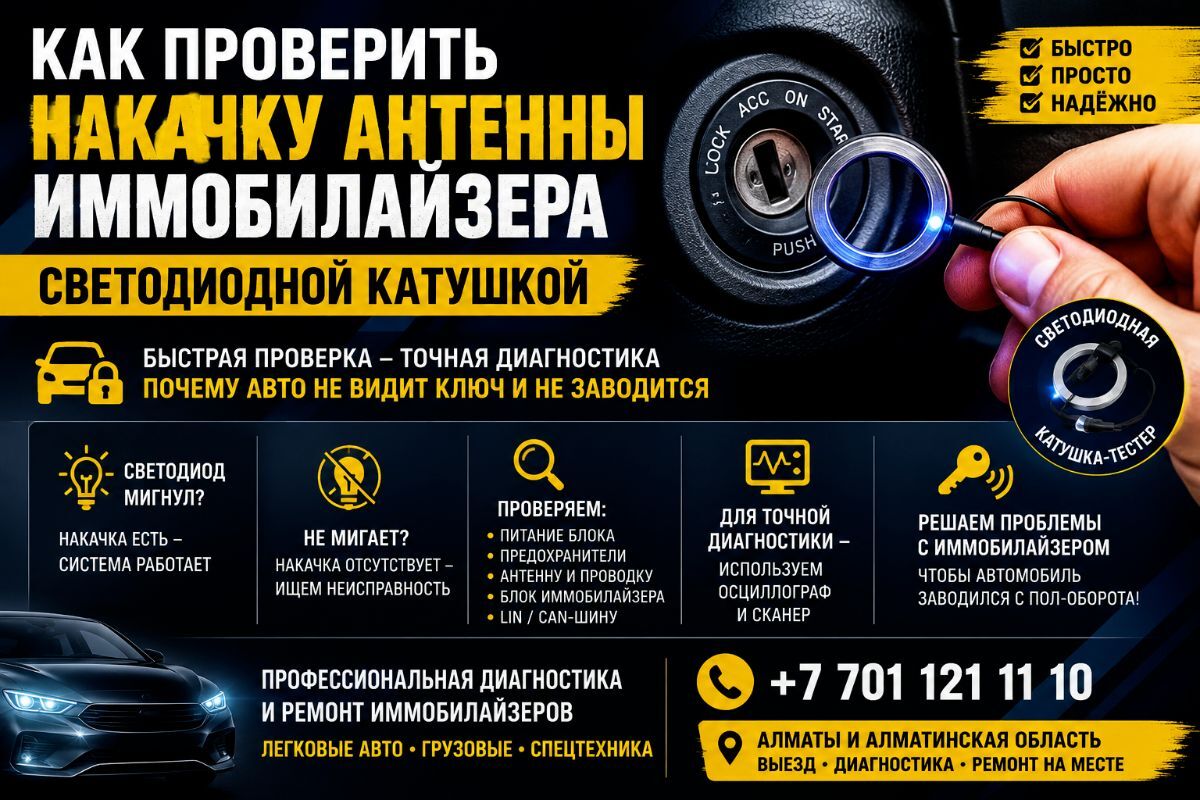 КАК ПРОВЕРИТЬ
НАКАЧКУ АНТЕННЫ
ИММОБИЛАЙЗЕРА
СВЕТОДИОДНОЙ КАТУШКОЙ
БЫСТРО
ПРОСТО
НАДЁЖНО
LOCK ACC ON START
PUSH
БЫСТРАЯ ПРОВЕРКА – ТОЧНАЯ ДИАГНОСТИКА
ПОЧЕМУ АВТО НЕ ВИДИТ КЛЮЧ И НЕ ЗАВОДИТСЯ
СВЕТОДИОДНАЯ
КАТУШКА-ТЕСТЕР
СВЕТОДИОД
МИГНУЛ?
НАКАЧКА ЕСТЬ –
СИСТЕМА РАБОТАЕТ
НЕ МИГАЕТ?
НАКАЧКА ОТСУТСТВУЕТ –
ИЩЕМ НЕИСПРАВНОСТЬ
ПРОВЕРЯЕМ:
• ПИТАНИЕ БЛОКА
• ПРЕДОХРАНИТЕЛИ
• АНТЕННУ И ПРОВОДКУ
• БЛОК ИММОБИЛАЙЗЕРА
• LIN / CAN-ШИНУ
ДЛЯ ТОЧНОЙ
ДИАГНОСТИКИ –
ИСПОЛЬЗУЕМ
ОСЦИЛЛОГРАФ
И СКАНЕР
РЕШАЕМ ПРОБЛЕМЫ
С ИММОБИЛАЙЗЕРОМ
ЧТОБЫ АВТОМОБИЛЬ
ЗАВОДИЛСЯ С ПОЛ-ОБОРОТА!
ПРОФЕССИОНАЛЬНАЯ ДИАГНОСТИКА
И РЕМОНТ ИММОБИЛАЙЗЕРОВ
ЛЕГКОВЫЕ АВТО • ГРУЗОВЫЕ • СПЕЦТЕХНИКА
+7 701 121 11 10
АЛМАТЫ И АЛМАТИНСКАЯ ОБЛАСТЬ
ВЫЕЗД • ДИАГНОСТИКА • РЕМОНТ НА МЕСТЕ